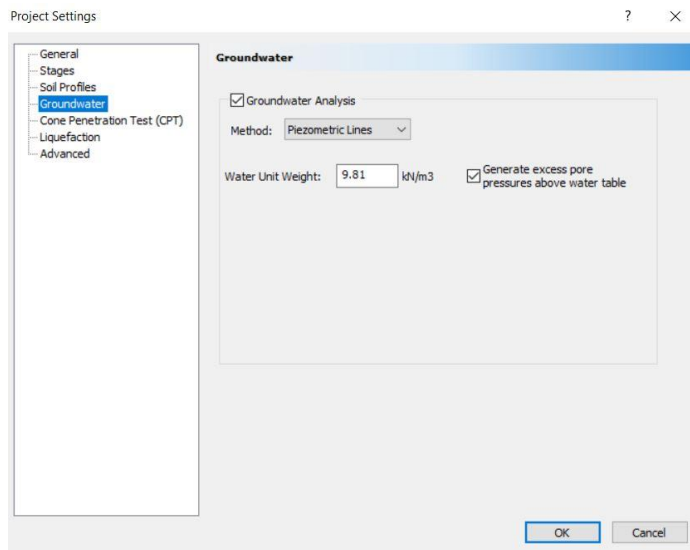 Project Settings
?
General
Stages
Soil Profiles
Groundwater
Cone Penetration Test (CPT)
Liquefaction
Advanced
Groundwater
Groundwater Analysis
Method: Piezometric Lines
Water Unit Weight: 9.81 kN/m3
Generate excess pore
pressures above water table
OK Cancel